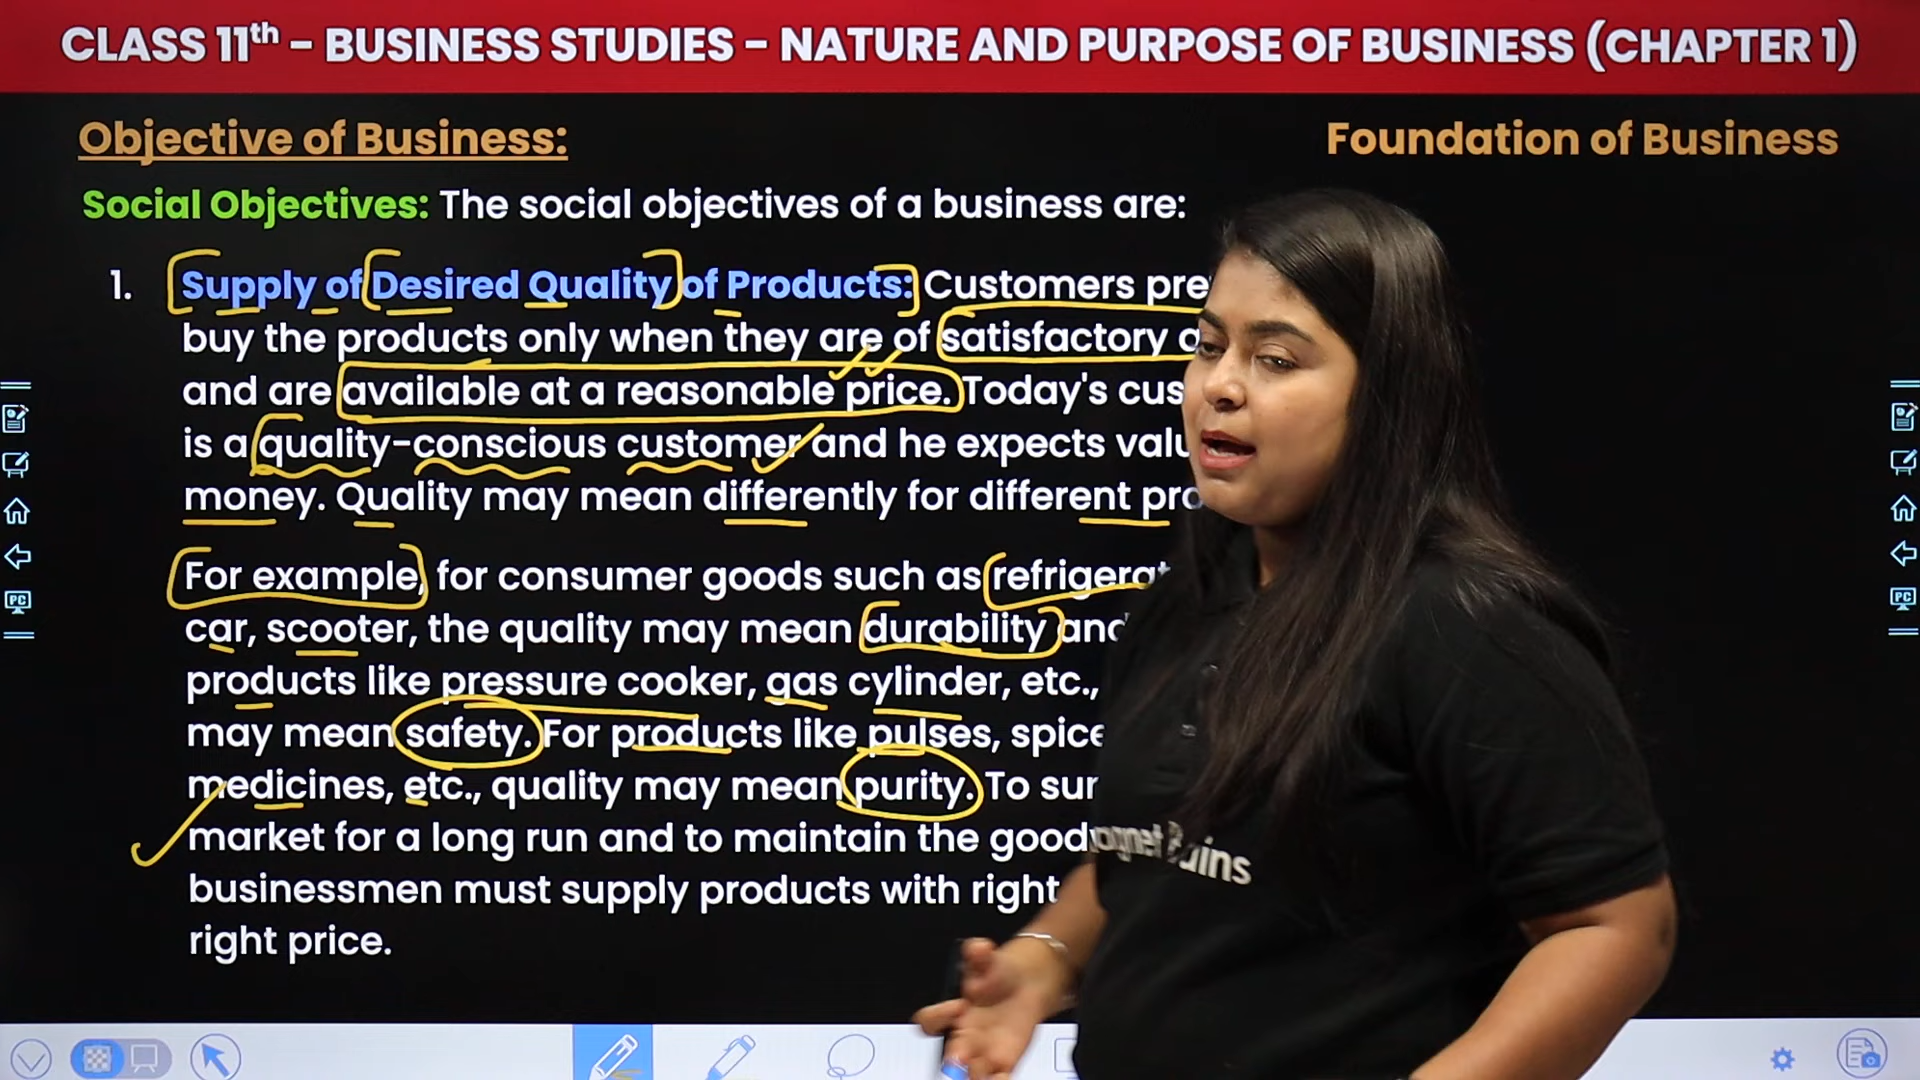 CLASS 11th – BUSINESS STUDIES – NATURE AND PURPOSE OF BUSINESS (CHAPTER 1)
Objective of Business:
Foundation of Business
Social Objectives: The social objectives of a business are:
1. Supply of Desired Quality of Products: Customers
buy the products only when they are of satisfactory
and are available at a reasonable price. Today's
is a quality-conscious customer and he expects
money. Quality may mean differently for different
For example, for consumer goods such as
car, scooter, the quality may mean durability and
products like pressure cooker, gas cylinder, etc.,
may mean safety. For products like pulses,
medicines, etc., quality may mean purity. To
market for a long run and to maintain the
businessmen must supply products with right
right price.
PC
PC